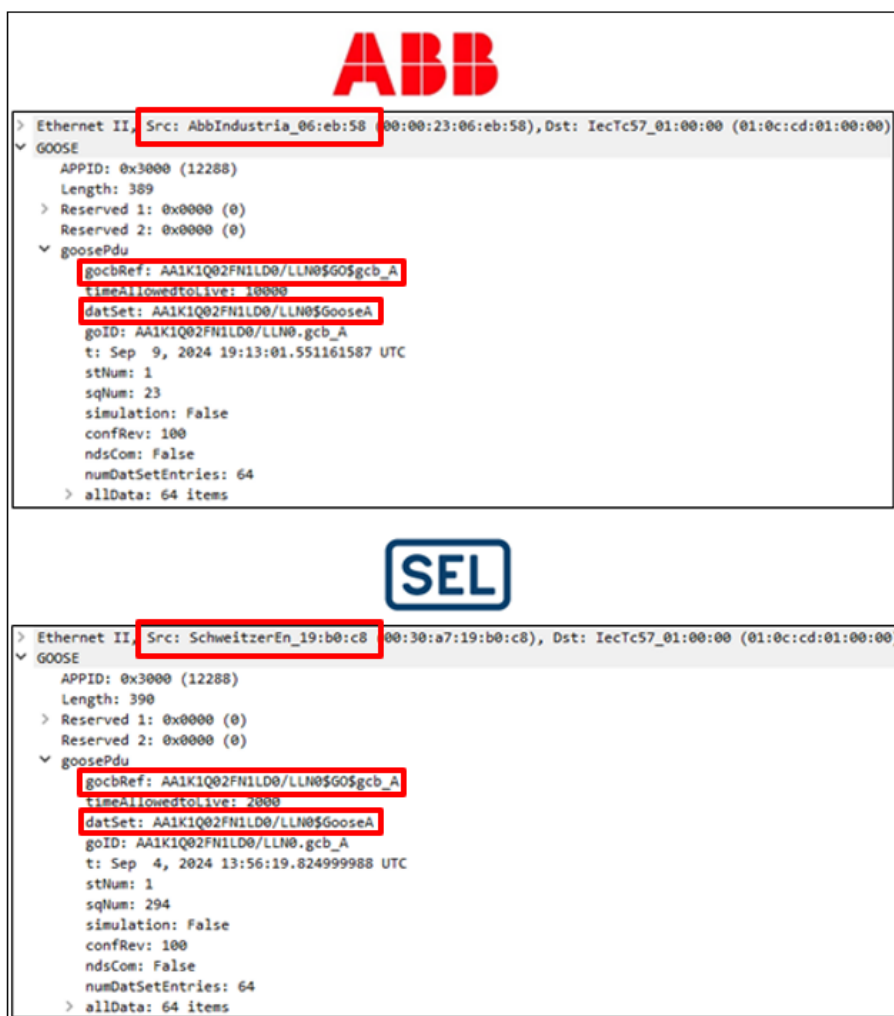 ABB
> Ethernet II, Src: AbbIndustria_06:eb:58 (00:00:23:06:eb:58), Dst: IecTc57_01:00:00 (01:0c:cd:01:00:00)
GOOSE
APPID: 0x3000 (12288)
Length: 389
> Reserved 1: 0x0000 (0)
Reserved 2: 0x0000 (0)
goosePdu
gocbRef: AA1K1Q02FN1LD0/LLN0$GO$gcb_A
timeAllowedtoLive: 10000
datSet: AA1K1Q02FN1LD0/LLN0$GooseA
goID: AA1K1Q02FN1LD0/LLN0.gcb_A
t: Sep  9, 2024 19:13:01.551161587 UTC
stNum: 1
sqNum: 23
simulation: False
confRev: 100
ndsCom: False
numDatSetEntries: 64
> allData: 64 items
SEL
> Ethernet II, Src: SchweitzerEn_19:b0:c8 (00:30:a7:19:b0:c8), Dst: IecTc57_01:00:00 (01:0c:cd:01:00:00
GOOSE
APPID: 0x3000 (12288)
Length: 390
> Reserved 1: 0x0000 (0)
Reserved 2: 0x0000 (0)
goosePdu
gocbRef: AA1K1Q02FN1LD0/LLN0$GO$gcb_A
timeAllowedtoLive: 2000
datSet: AA1K1Q02FN1LD0/LLN0$GooseA
goID: AA1K1Q02FN1LD0/LLN0.gcb_A
t: Sep  4, 2024 13:56:19.824999988 UTC
stNum: 1
sqNum: 294
simulation: False
confRev: 100
ndsCom: False
numDatSetEntries: 64
> allData: 64 items